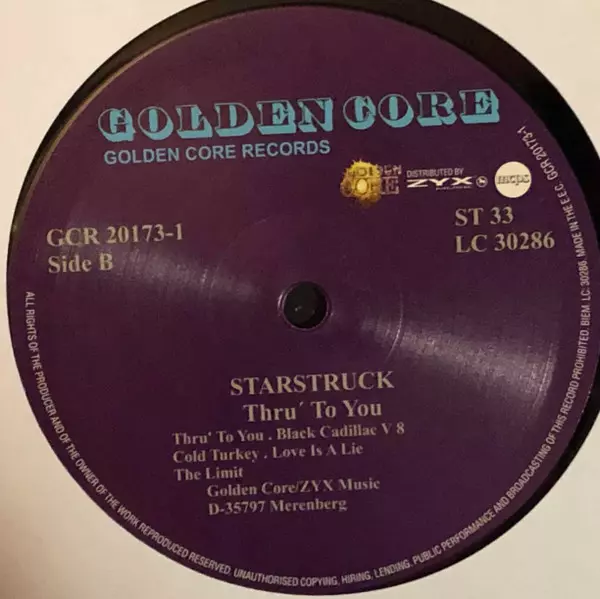 GOLDEN CORE
GOLDEN CORE RECORDS
GOLDEN CORE
DISTRIBUTED BY
ZYX
mcps
GCR 20173-1
Side B
ST 33
LC 30286
STARSTRUCK
Thru´ To You
Thru' To You . Black Cadillac V 8
Cold Turkey . Love Is A Lie
The Limit
Golden Core/ZYX Music
D-35797 Merenberg
ALL RIGHTS OF THE PRODUCER AND OF THE OWNER OF THE WORK REPRODUCED RESERVED. UNAUTHORISED COPYING, HIRING, LENDING, PUBLIC PERFORMANCE AND BROADCASTING OF THIS RECORD PROHIBITED. BIEM. LC: 30286. MADE IN THE E.E.C. GCR 20173-1